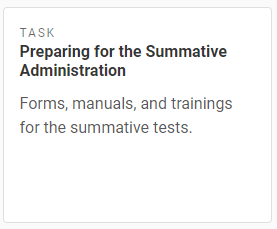 TASK
Preparing for the Summative
Administration
Forms, manuals, and trainings
for the summative tests.